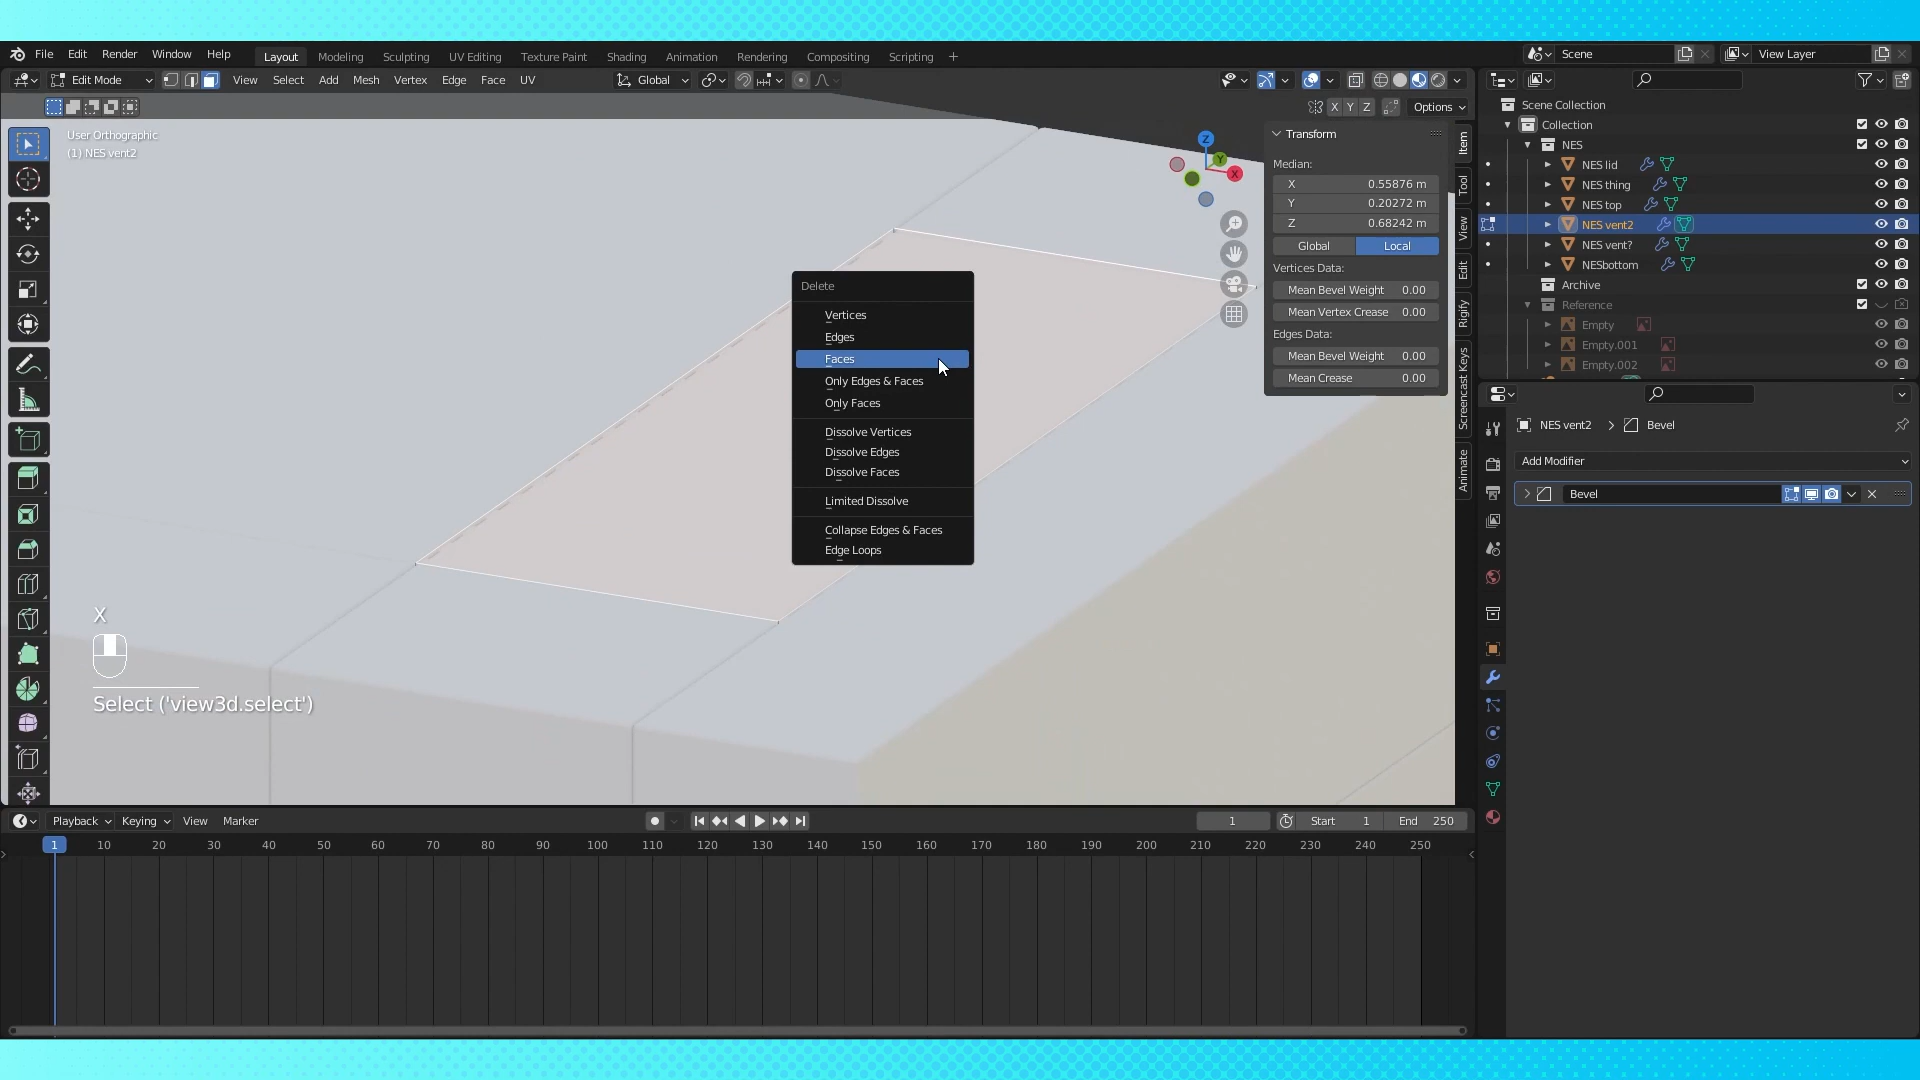 File Edit Render Window Help Layout Modeling Sculpting UV Editing Texture Paint Shading Animation Rendering Compositing Scripting + Scene View Layer
Edit Mode View Select Add Mesh Vertex Edge Face UV Global
X Y Z Options
User Orthographic
(1) NES vent2
Z
Y
X
Transform
Median:
X 0.55876 m
Y 0.20272 m
Z 0.68242 m
Global Local
Vertices Data:
Mean Bevel Weight 0.00
Mean Vertex Crease 0.00
Edges Data:
Mean Bevel Weight 0.00
Mean Crease 0.00
Item
Tool
View
Edit
Rigify
Screencast Keys
Animate
Delete
Vertices
Edges
Faces
Only Edges & Faces
Only Faces
Dissolve Vertices
Dissolve Edges
Dissolve Faces
Limited Dissolve
Collapse Edges & Faces
Edge Loops
X
Select ('view3d.select')
Scene Collection
Collection
NES
NES lid
NES thing
NES top
NES vent2
NES vent?
NESbottom
Archive
Reference
Empty
Empty.001
Empty.002
NES vent2 > Bevel
Add Modifier
Bevel
Playback Keying View Marker 1 Start 1 End 250
1 10 20 30 40 50 60 70 80 90 100 110 120 130 140 150 160 170 180 190 200 210 220 230 240 250